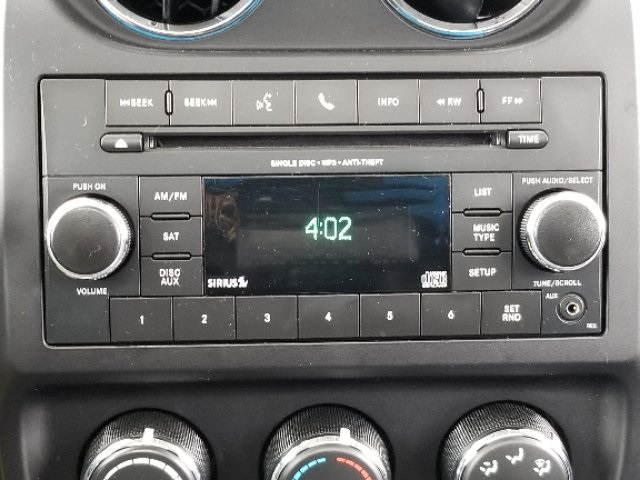 ⏮SEEK SEEK⏭ INFO ◀◀RW FF▶▶
TIME
SINGLE DISC • MP3 • ANTI-THEFT
PUSH ON AM/FM LIST PUSH AUDIO/SELECT
SAT 4:02 MUSIC TYPE
DISC AUX SETUP
SIRIUS
VOLUME TUNE/SCROLL
1 2 3 4 5 6 SET RND AUX